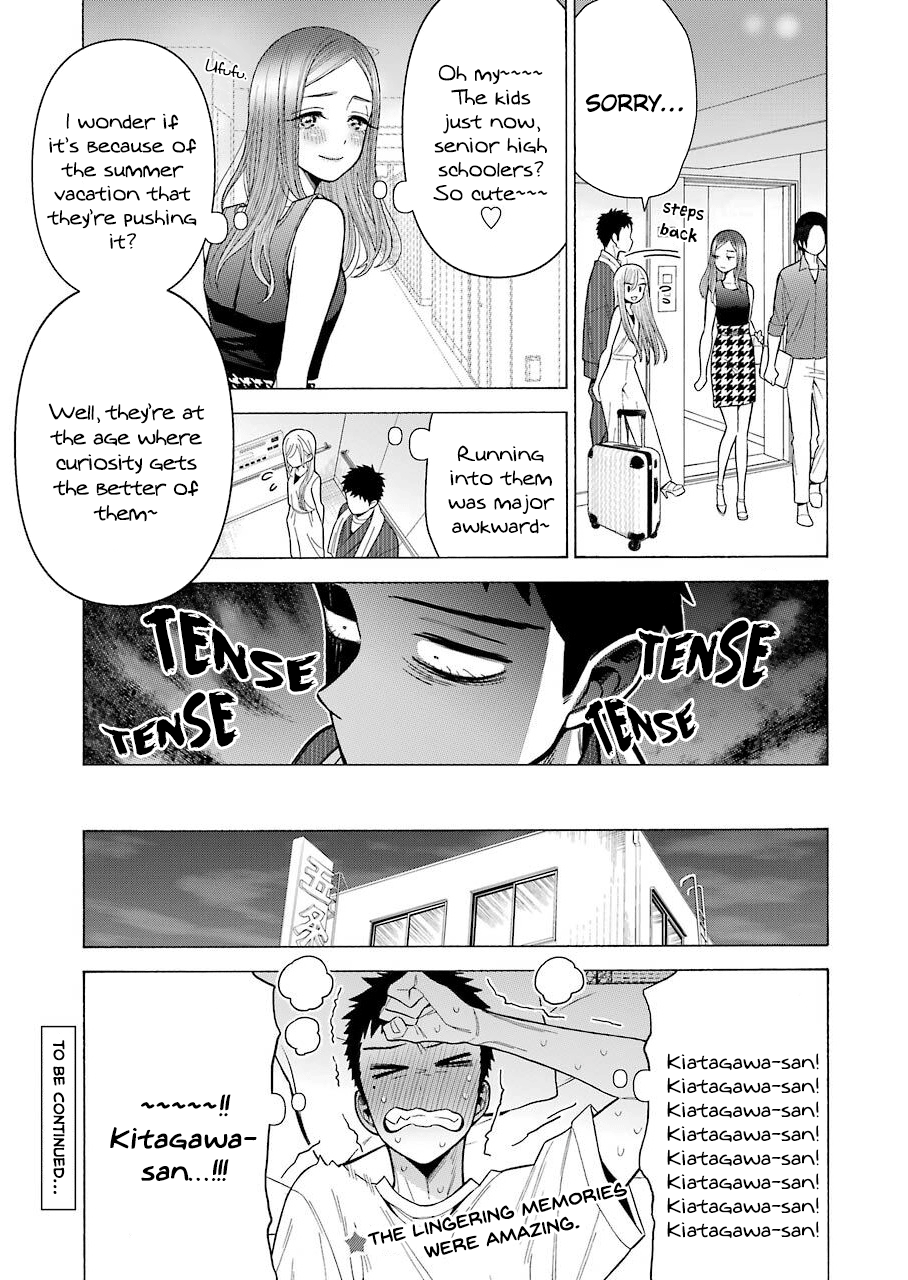 SORRY...
steps
back
Oh my~~~~
The kids
just now,
senior high
schoolers?
So cute~~~
♡
Ufufu.
I wonder if
it's because of
the summer
vacation that
they're pushing
it?
Running
into them
was major
awkward~
Well, they're at
the age where
curiosity gets
the better of
them~
TENSE
TENSE
TENSE
TENSE
五条
Kiatagawa-san!
Kiatagawa-san!
Kiatagawa-san!
Kiatagawa-san!
Kiatagawa-san!
Kiatagawa-san!
Kiatagawa-san!
Kiatagawa-san!
~~~~~!!
Kitagawa-
san...!!!
THE LINGERING MEMORIES
WERE AMAZING.
TO BE CONTINUED...